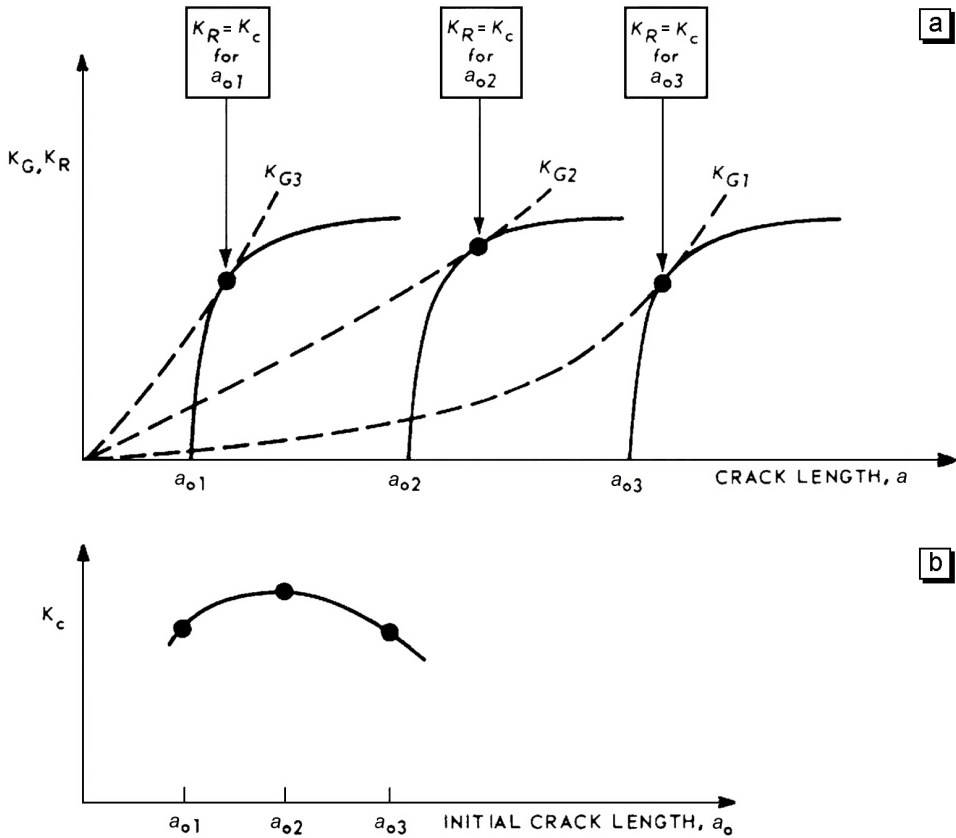 a
K_R = K_c
for
a_o1
K_R = K_c
for
a_o2
K_R = K_c
for
a_o3
K_G, K_R
K_G3
K_G2
K_G1
a_o1
a_o2
a_o3
CRACK LENGTH, a
b
K_c
a_o1
a_o2
a_o3
INITIAL CRACK LENGTH, a_o